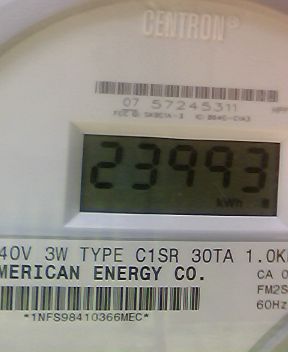 CENTRON®
07 57245311
23993
kWh
40V 3W TYPE C1SR 30TA 1.0K
MERICAN ENERGY CO.
CA 0
FM2S
60Hz
*1NFS98410366MEC*